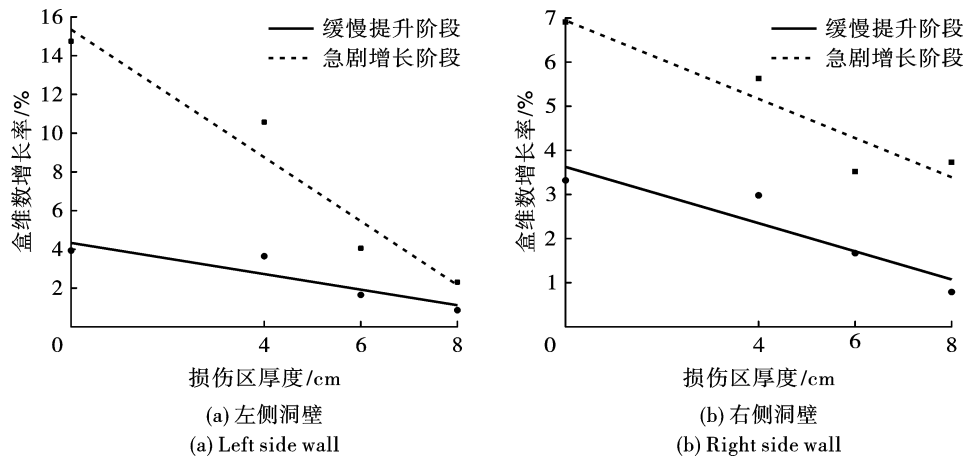 16
14
12
10
8
6
4
2
0
4
6
8
盒维数增长率/%
缓慢提升阶段
急剧增长阶段
损伤区厚度/cm
(a) 左侧洞壁
(a) Left side wall
7
6
5
4
3
2
1
0
4
6
8
盒维数增长率/%
缓慢提升阶段
急剧增长阶段
损伤区厚度/cm
(b) 右侧洞壁
(b) Right side wall